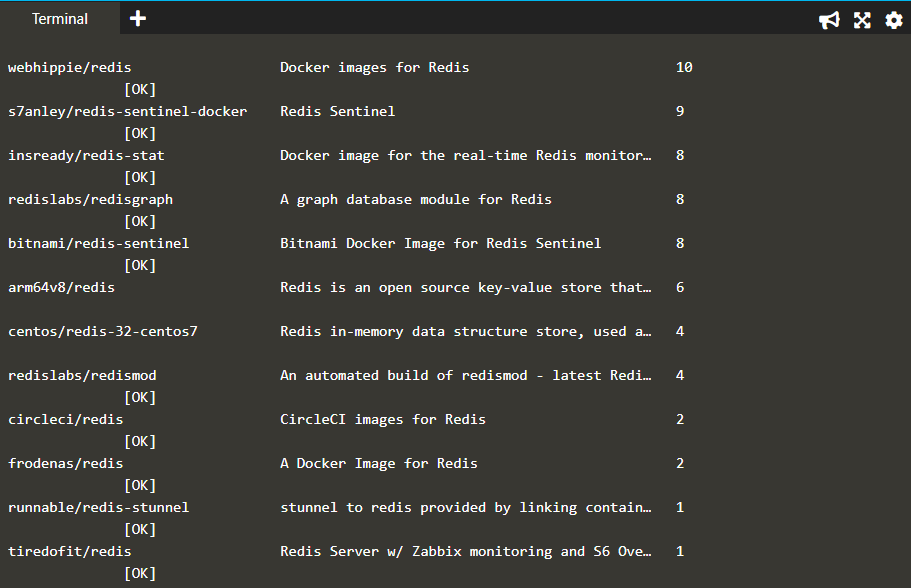 Terminal
webhippie/redis Docker images for Redis 10
[OK]
s7anley/redis-sentinel-docker Redis Sentinel 9
[OK]
insready/redis-stat Docker image for the real-time Redis monitor… 8
[OK]
redislabs/redisgraph A graph database module for Redis 8
[OK]
bitnami/redis-sentinel Bitnami Docker Image for Redis Sentinel 8
[OK]
arm64v8/redis Redis is an open source key-value store that… 6
centos/redis-32-centos7 Redis in-memory data structure store, used a… 4
redislabs/redismod An automated build of redismod - latest Redi… 4
[OK]
circleci/redis CircleCI images for Redis 2
[OK]
frodenas/redis A Docker Image for Redis 2
[OK]
runnable/redis-stunnel stunnel to redis provided by linking contain… 1
[OK]
tiredofit/redis Redis Server w/ Zabbix monitoring and S6 Ove… 1
[OK]